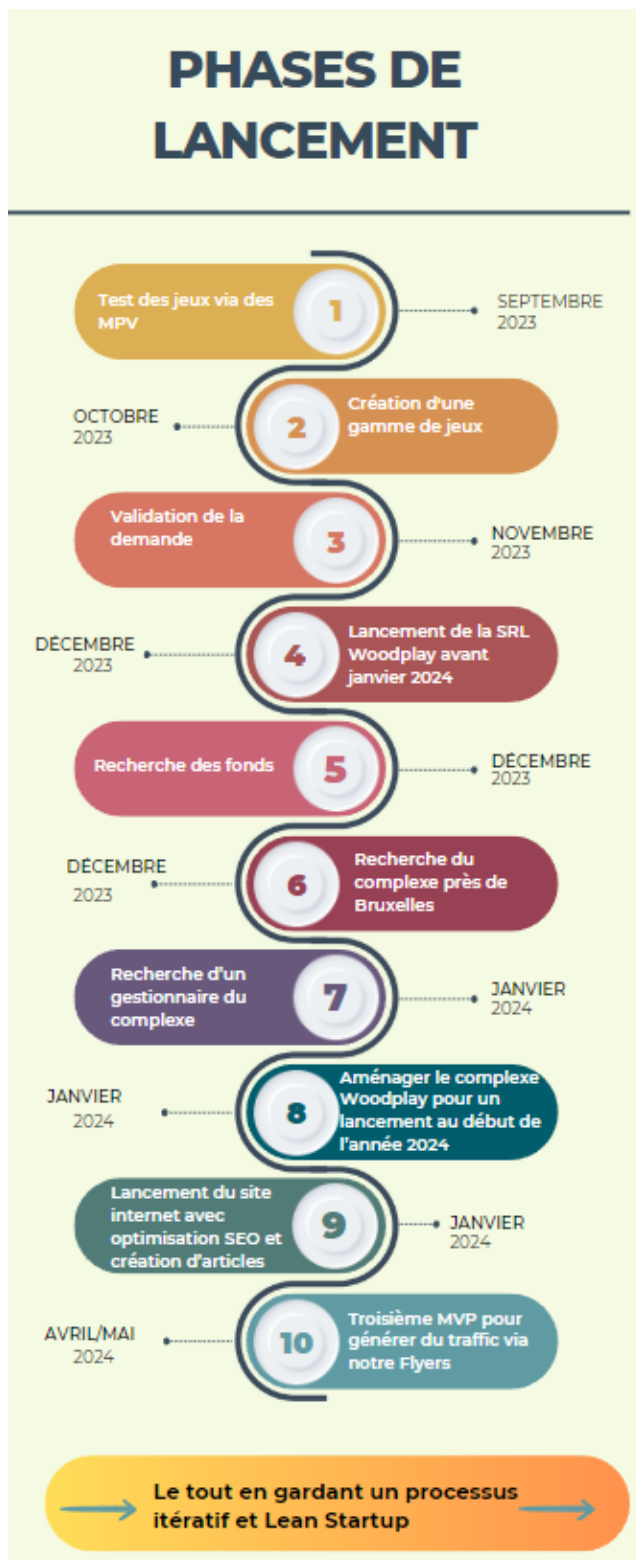 PHASES DE
LANCEMENT
Test des jeux via des
MPV
1
SEPTEMBRE
2023
OCTOBRE
2023
2
Création d'une
gamme de jeux
Validation de la
demande
3
NOVEMBRE
2023
DÉCEMBRE
2023
4
Lancement de la SRL
Woodplay avant
janvier 2024
Recherche des fonds
5
DÉCEMBRE
2023
DÉCEMBRE
2023
6
Recherche du
complexe près de
Bruxelles
Recherche d'un
gestionnaire du
complexe
7
JANVIER
2024
JANVIER
2024
8
Aménager le complexe
Woodplay pour un
lancement au début de
l'année 2024
Lancement du site
internet avec
optimisation SEO et
création d'articles
9
JANVIER
2024
AVRIL/MAI
2024
10
Troisième MVP pour
générer du traffic via
notre Flyers
Le tout en gardant un processus
itératif et Lean Startup